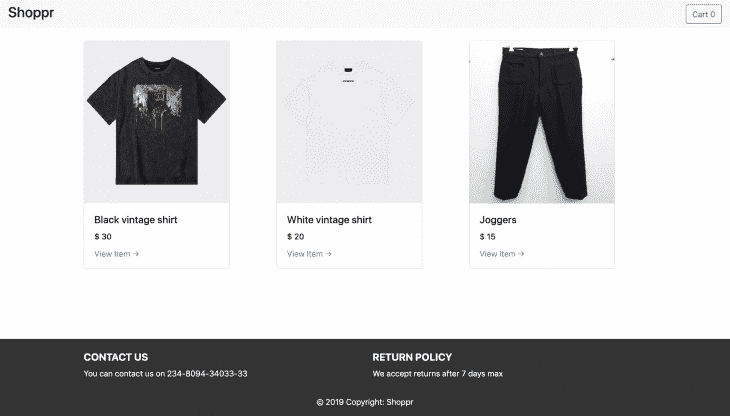 Shoppr
Cart 0
Black vintage shirt
$ 30
View Item →
White vintage shirt
$ 20
View Item →
Joggers
$ 15
View Item →
CONTACT US
You can contact us on 234-8094-34033-33
RETURN POLICY
We accept returns after 7 days max
© 2019 Copyright: Shoppr